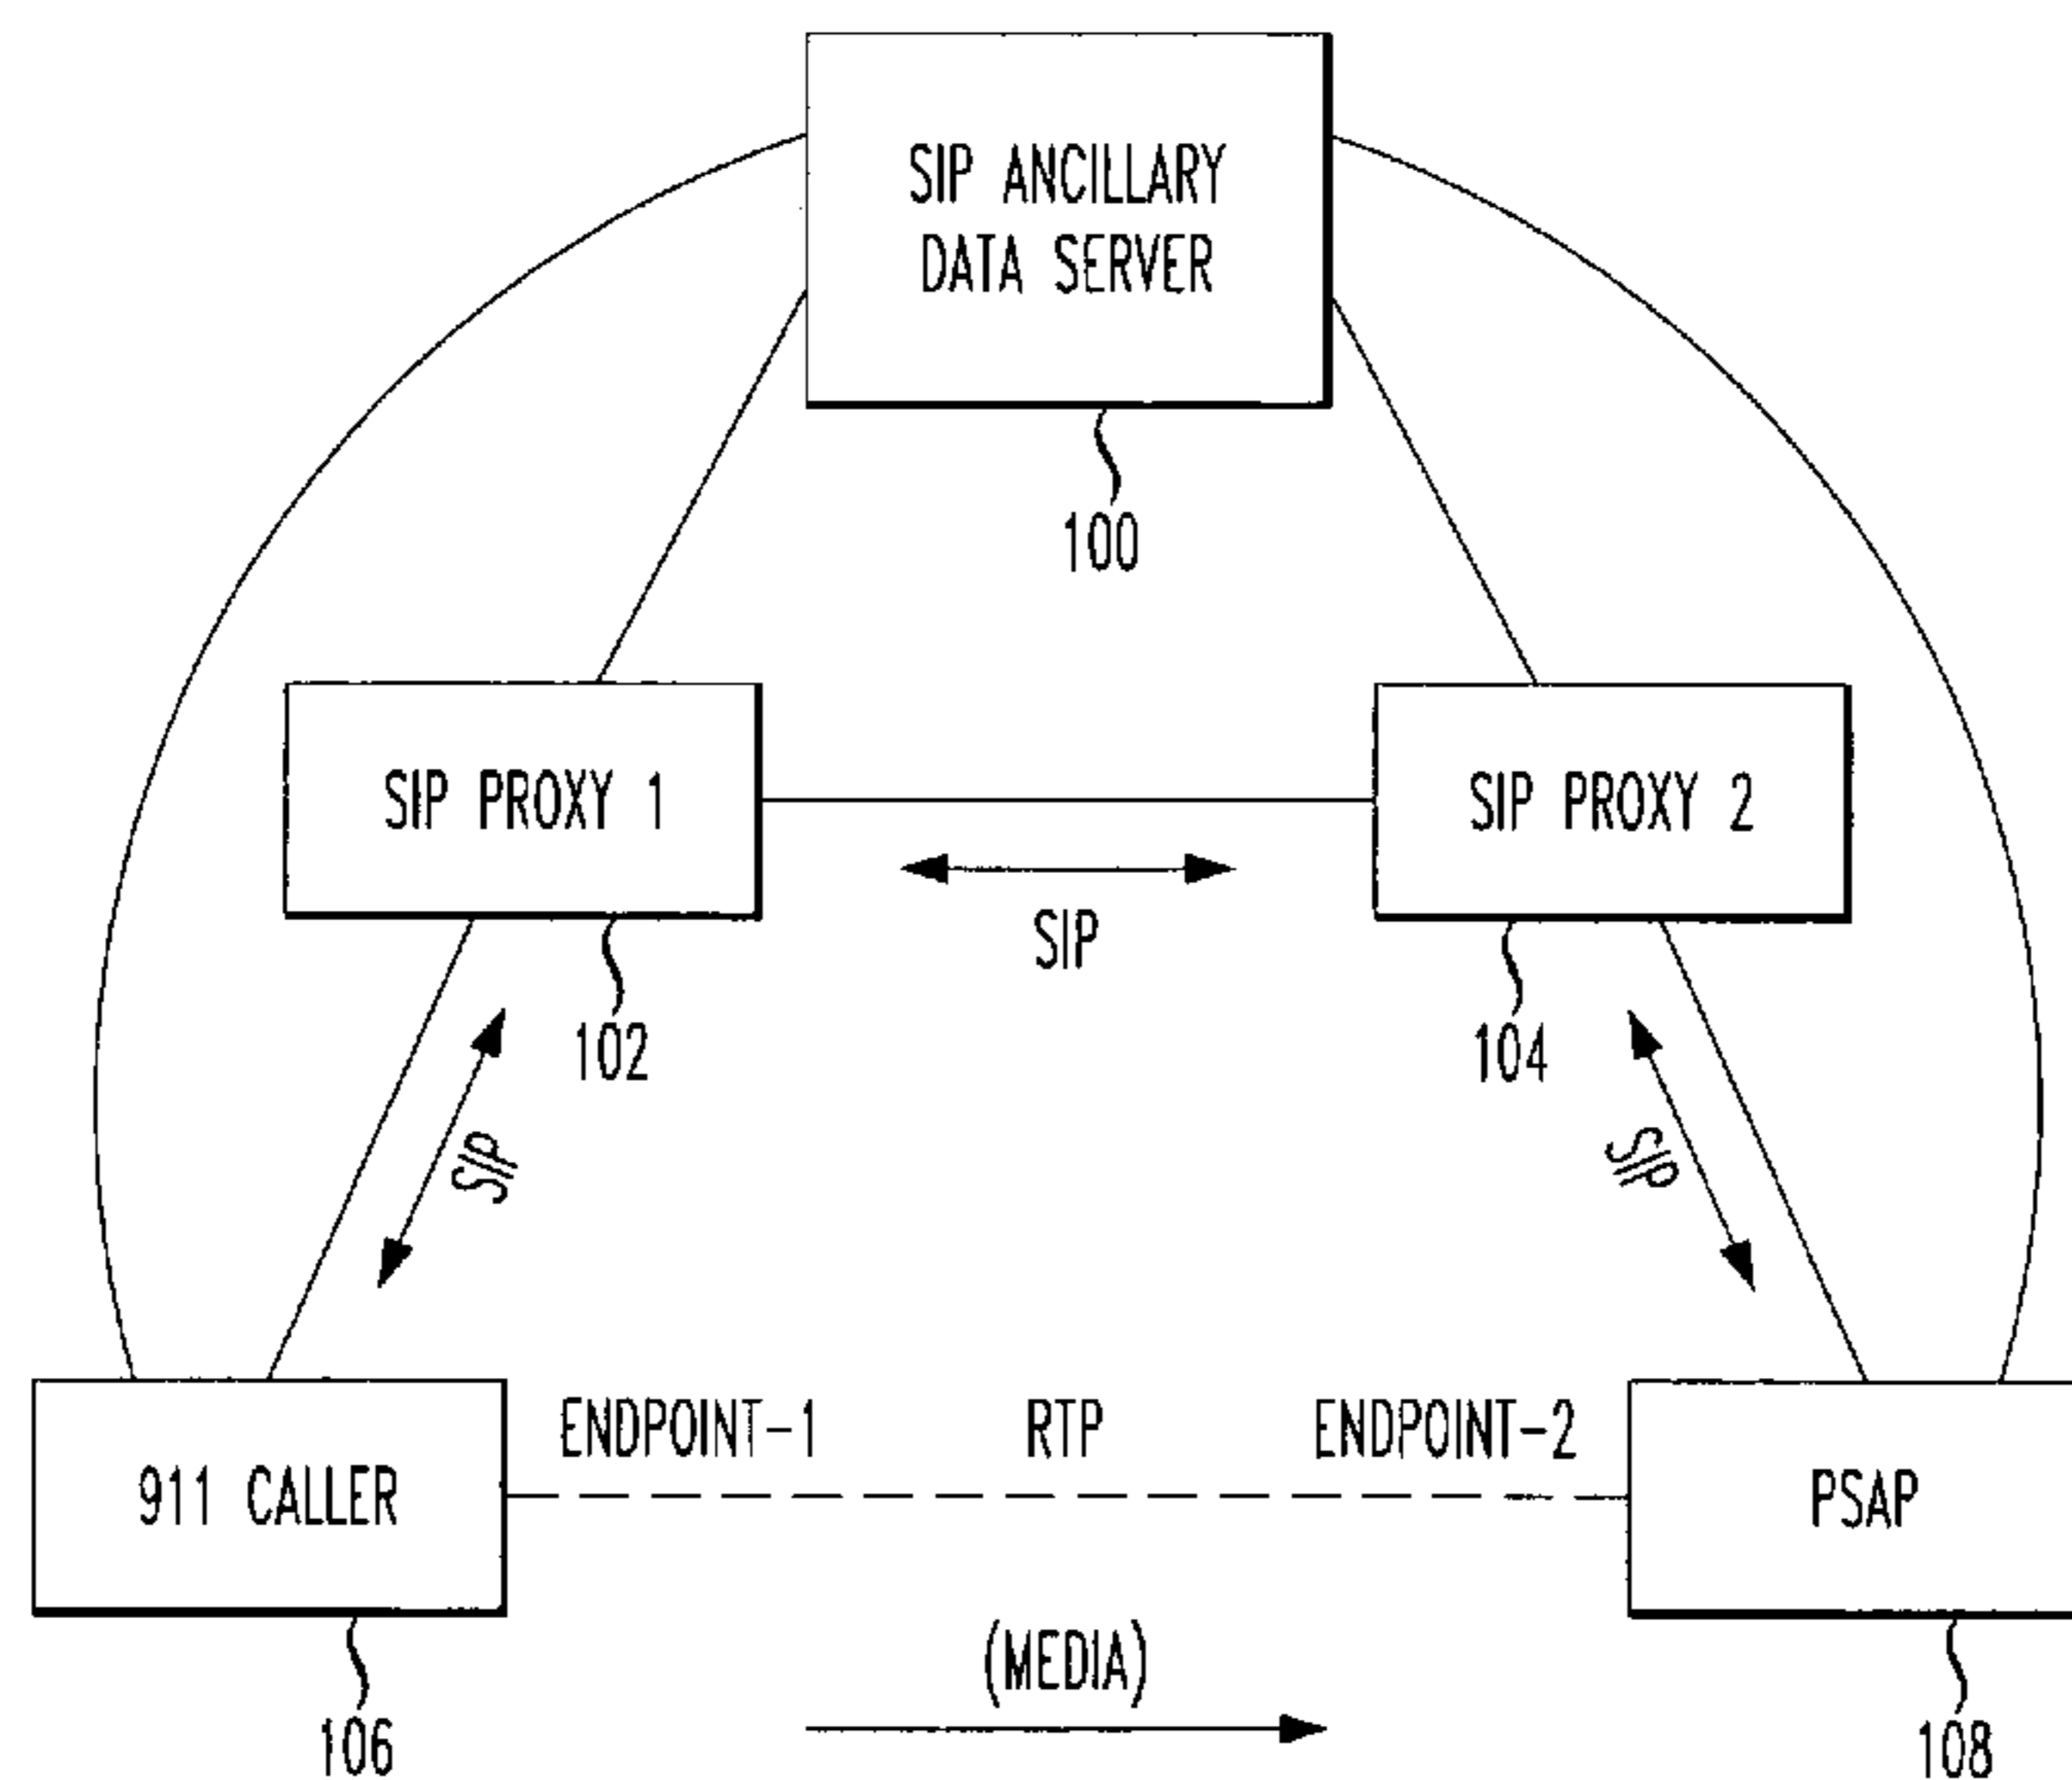 SIP ANCILLARY
DATA SERVER
100
SIP PROXY 1
SIP PROXY 2
SIP
102
104
SIP
SIP
ENDPOINT-1
RTP
ENDPOINT-2
911 CALLER
PSAP
(MEDIA)
106
108